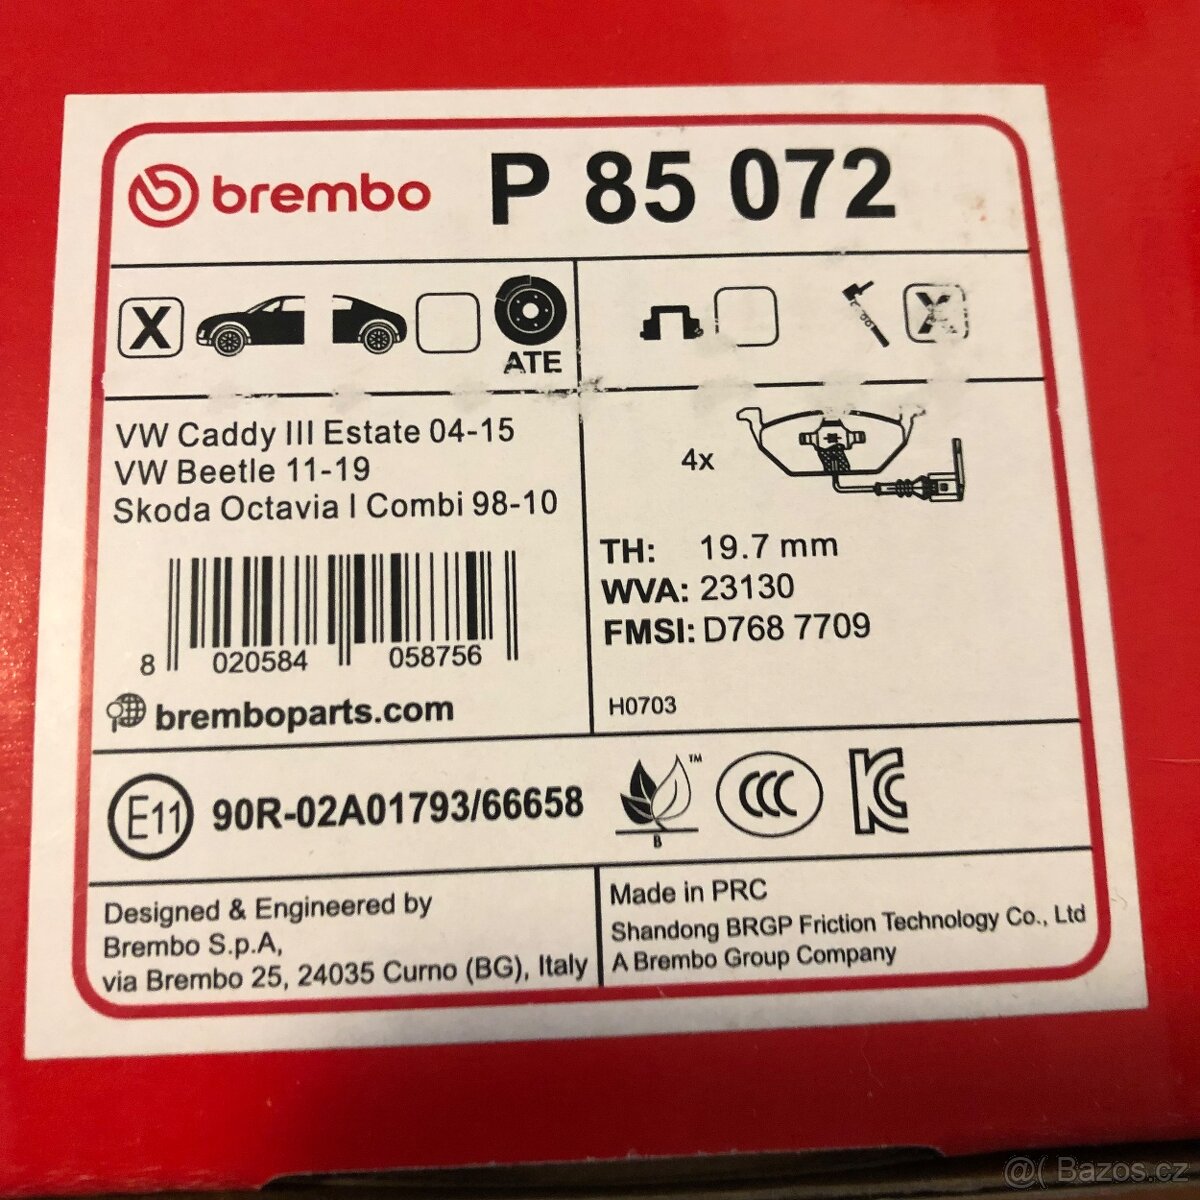 brembo P 85 072
X
ATE
X
VW Caddy III Estate 04-15
VW Beetle 11-19
Skoda Octavia I Combi 98-10
4x
TH: 19.7 mm
WVA: 23130
FMSI: D768 7709
H0703
8 020584 058756
bremboparts.com
E11 90R-02A01793/66658
TM
B
CCC
KC
Designed & Engineered by
Brembo S.p.A,
via Brembo 25, 24035 Curno (BG), Italy
Made in PRC
Shandong BRGP Friction Technology Co., Ltd
A Brembo Group Company
@( Bazos.cz